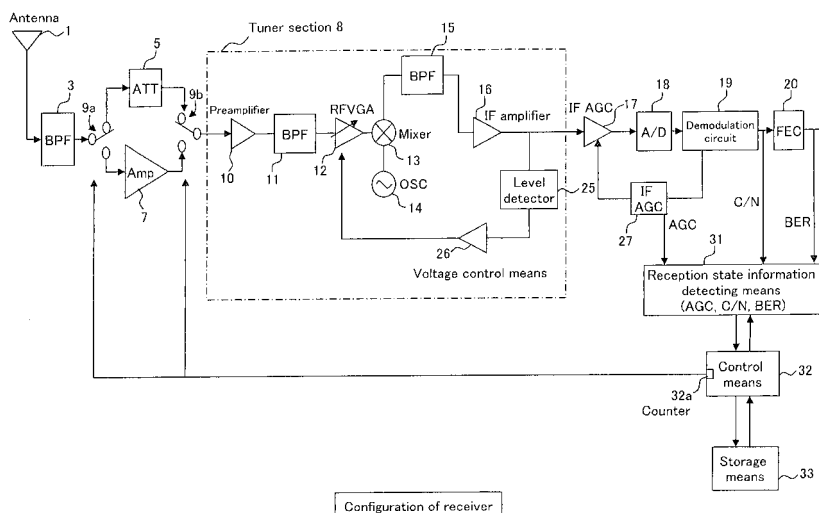 Antenna
1
Tuner section 8
15
BPF
5
ATT
9b
3
BPF
9a
Amp
7
Preamplifier
10
BPF
11
RFVGA
12
Mixer
13
OSC
14
16
IF amplifier
IF AGC
17
18
A/D
19
Demodulation
circuit
20
FEC
Level
detector
25
26
Voltage control means
IF
AGC
27
AGC
C/N
BER
31
Reception state information
detecting means
(AGC, C/N, BER)
Control
means
32
32a
Counter
Storage
means
33
Configuration of receiver